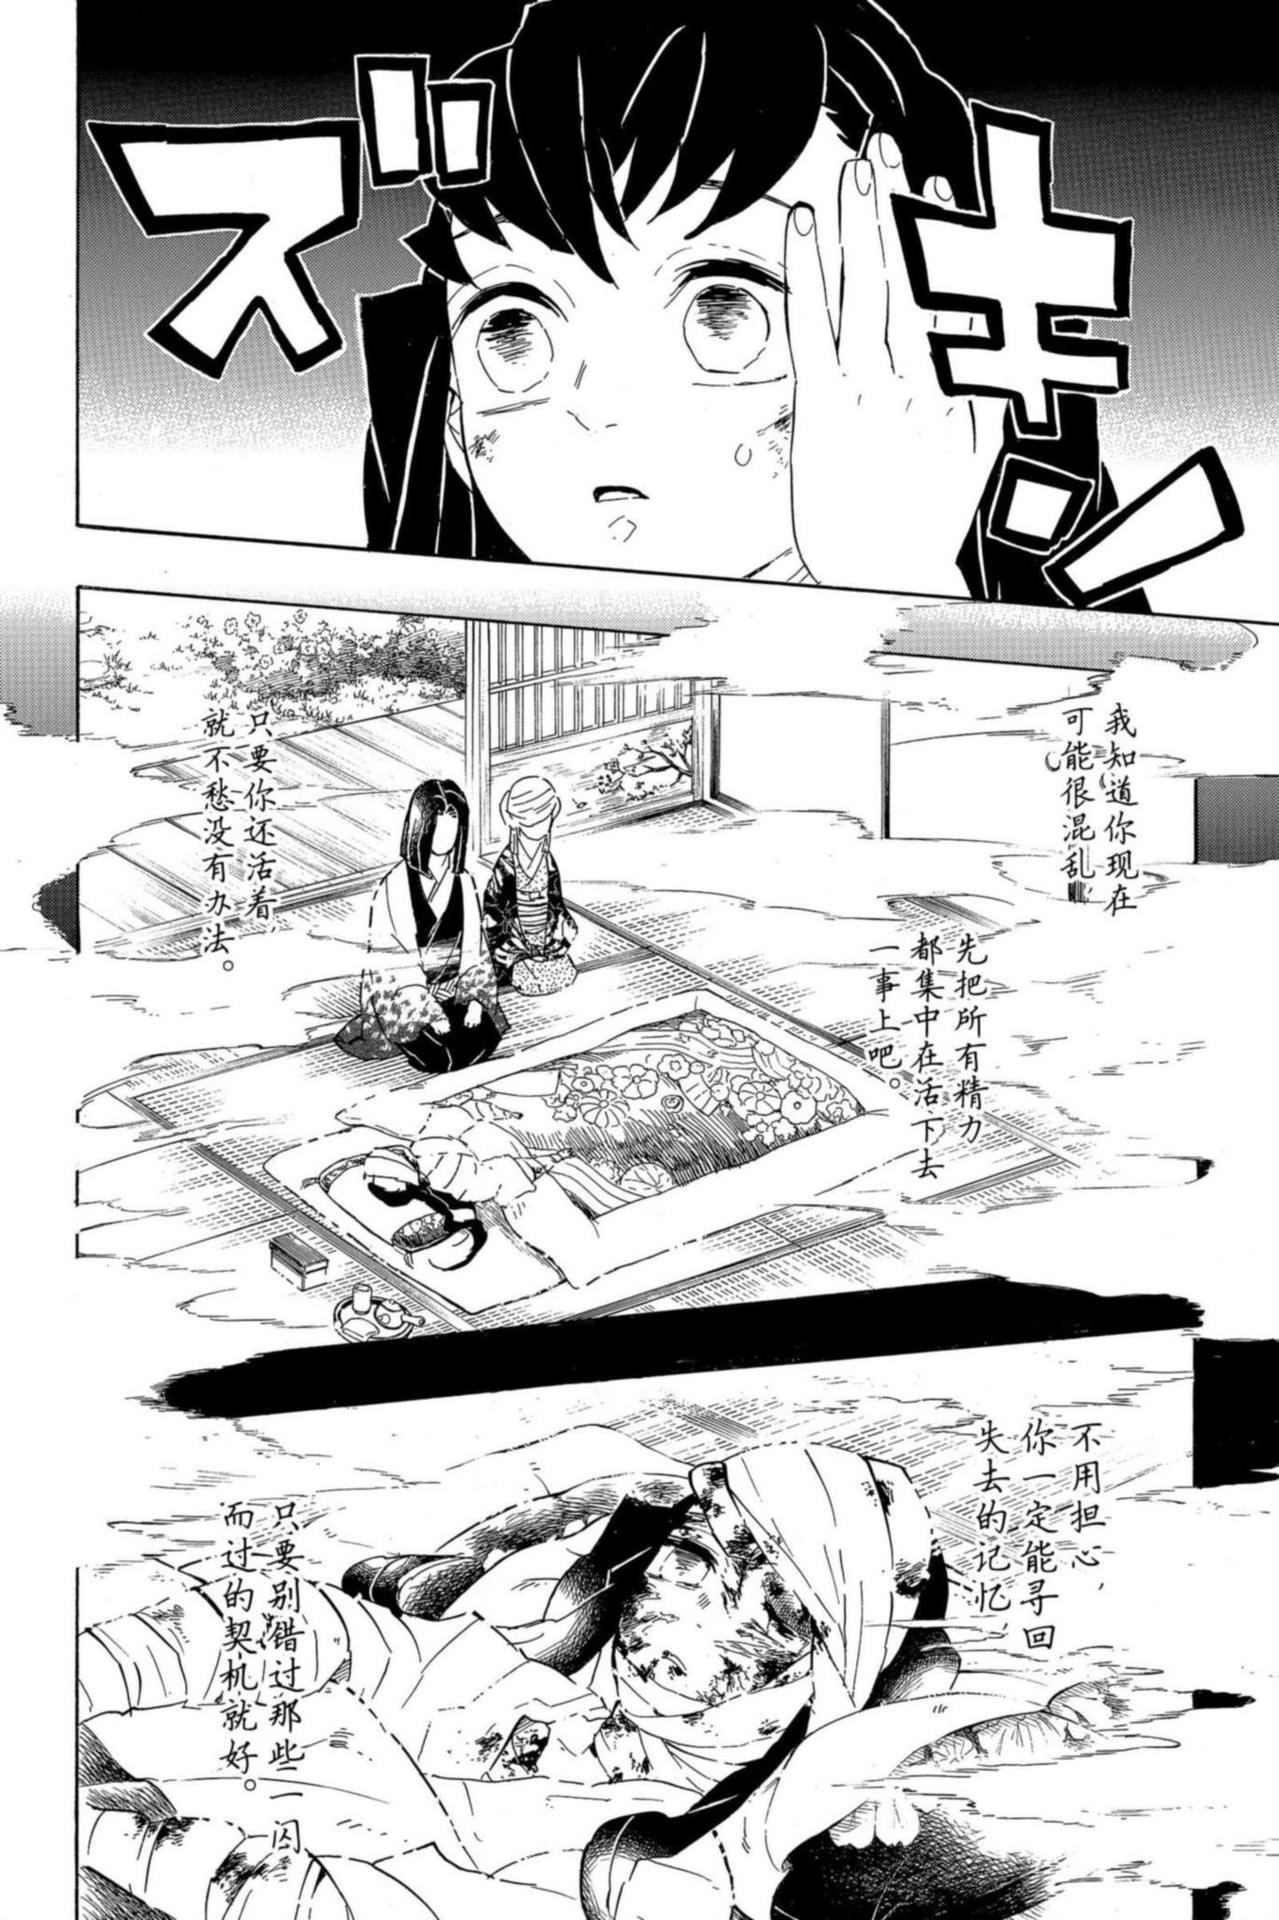 ズキン
我知道你现在
可能很混乱,
先把所有精力
都集中在活下去
一事上吧。
只要你还活着,
就不愁没有办法。
不用担心,
你一定能寻回
失去的记忆,
只要别错过那些一闪
而过的契机就好。